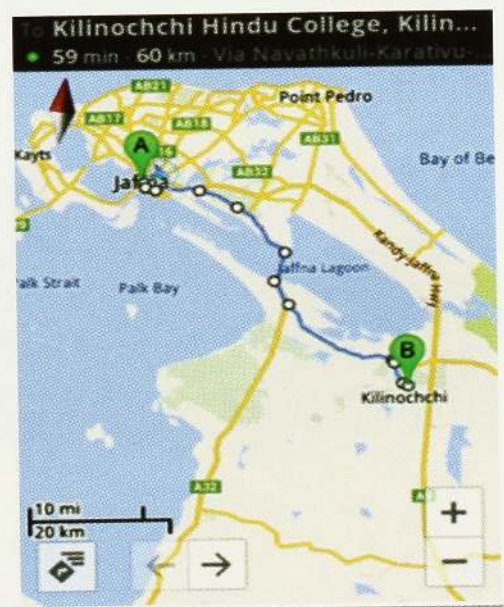 To Kilinochchi Hindu College, Kilin...
59 min - 60 km - Via Navathkuli-Karativu-...
AB21
Point Pedro
AB17
AB18
AB31
A
16
Kayts
AB32
Bay of Be
Jaffna
Kandy-Jaffna Hwy
Jaffna Lagoon
Palk Strait
Palk Bay
B
Kilinochchi
A32
10 mi
20 km
+
−